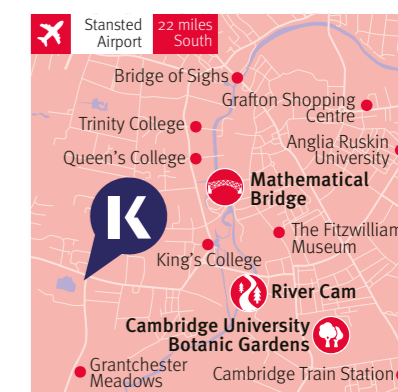 Stansted
Airport
22 miles
South
Bridge of Sighs
Grafton Shopping
Centre
Trinity College
Anglia Ruskin
University
Queen's College
Mathematical
Bridge
K
The Fitzwilliam
Museum
King's College
River Cam
Cambridge University
Botanic Gardens
Grantchester
Meadows
Cambridge Train Station